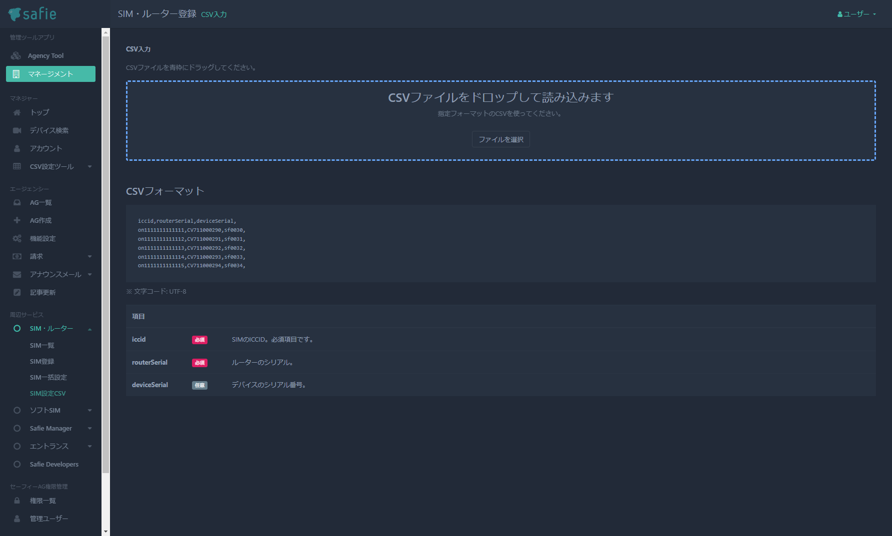 safie
SIM・ルーター登録 CSV入力
ユーザー
管理ツールアプリ
Agency Tool
マネージメント
マネジャー
トップ
デバイス検索
アカウント
CSV設定ツール
エージェンシー
AG一覧
AG作成
機能設定
請求
アナウンスメール
記事更新
周辺サービス
SIM・ルーター
SIM一覧
SIM登録
SIM一括設定
SIM設定CSV
ソフトSIM
Safie Manager
エントランス
Safie Developers
セーフィー4G権限管理
権限一覧
管理ユーザー
CSV入力
CSVファイルを青枠にドラッグしてください。
CSVファイルをドロップして読み込みます
指定フォーマットのCSVを使ってください。
ファイルを選択
CSVフォーマット
iccid,routerSerial,deviceSerial,
on1111111111111,CV711000290,sf0030,
on1111111111112,CV711000291,sf0031,
on1111111111113,CV711000292,sf0032,
on1111111111114,CV711000293,sf0033,
on1111111111115,CV711000294,sf0034,
※ 文字コード: UTF-8
項目
iccid 必須 SIMのICCID。必須項目です。
routerSerial 必須 ルーターのシリアル。
deviceSerial 任意 デバイスのシリアル番号。